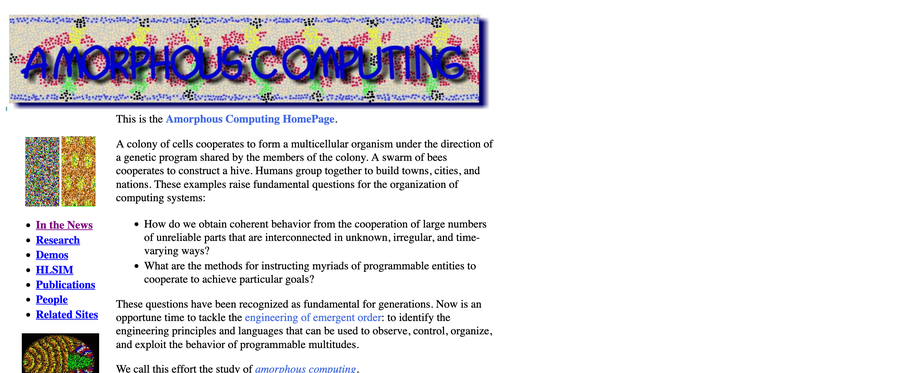 AMORPHOUS COMPUTING
This is the Amorphous Computing HomePage.
A colony of cells cooperates to form a multicellular organism under the direction of
a genetic program shared by the members of the colony. A swarm of bees
cooperates to construct a hive. Humans group together to build towns, cities, and
nations. These examples raise fundamental questions for the organization of
computing systems:
In the News
Research
Demos
HLSIM
Publications
People
Related Sites
• How do we obtain coherent behavior from the cooperation of large numbers
of unreliable parts that are interconnected in unknown, irregular, and time-
varying ways?
• What are the methods for instructing myriads of programmable entities to
cooperate to achieve particular goals?
These questions have been recognized as fundamental for generations. Now is an
opportune time to tackle the engineering of emergent order: to identify the
engineering principles and languages that can be used to observe, control, organize,
and exploit the behavior of programmable multitudes.
We call this effort the study of amorphous computing.